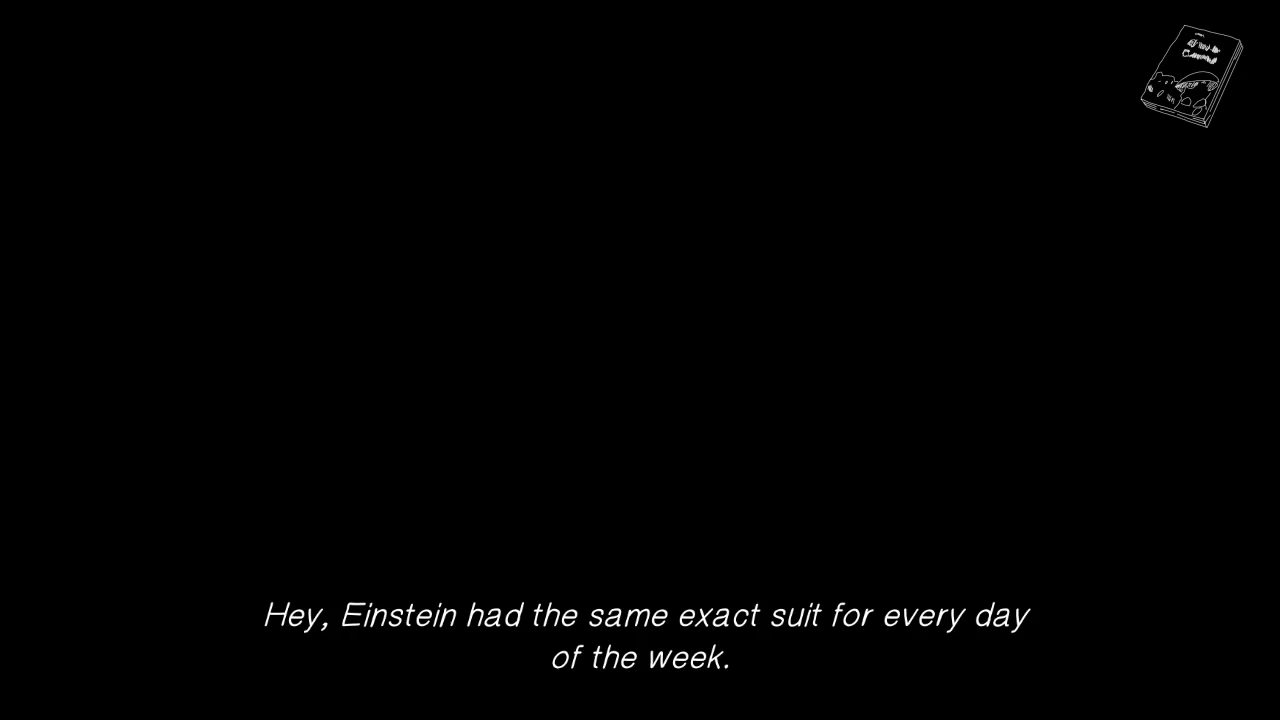 Hey, Einstein had the same exact suit for every day
of the week.